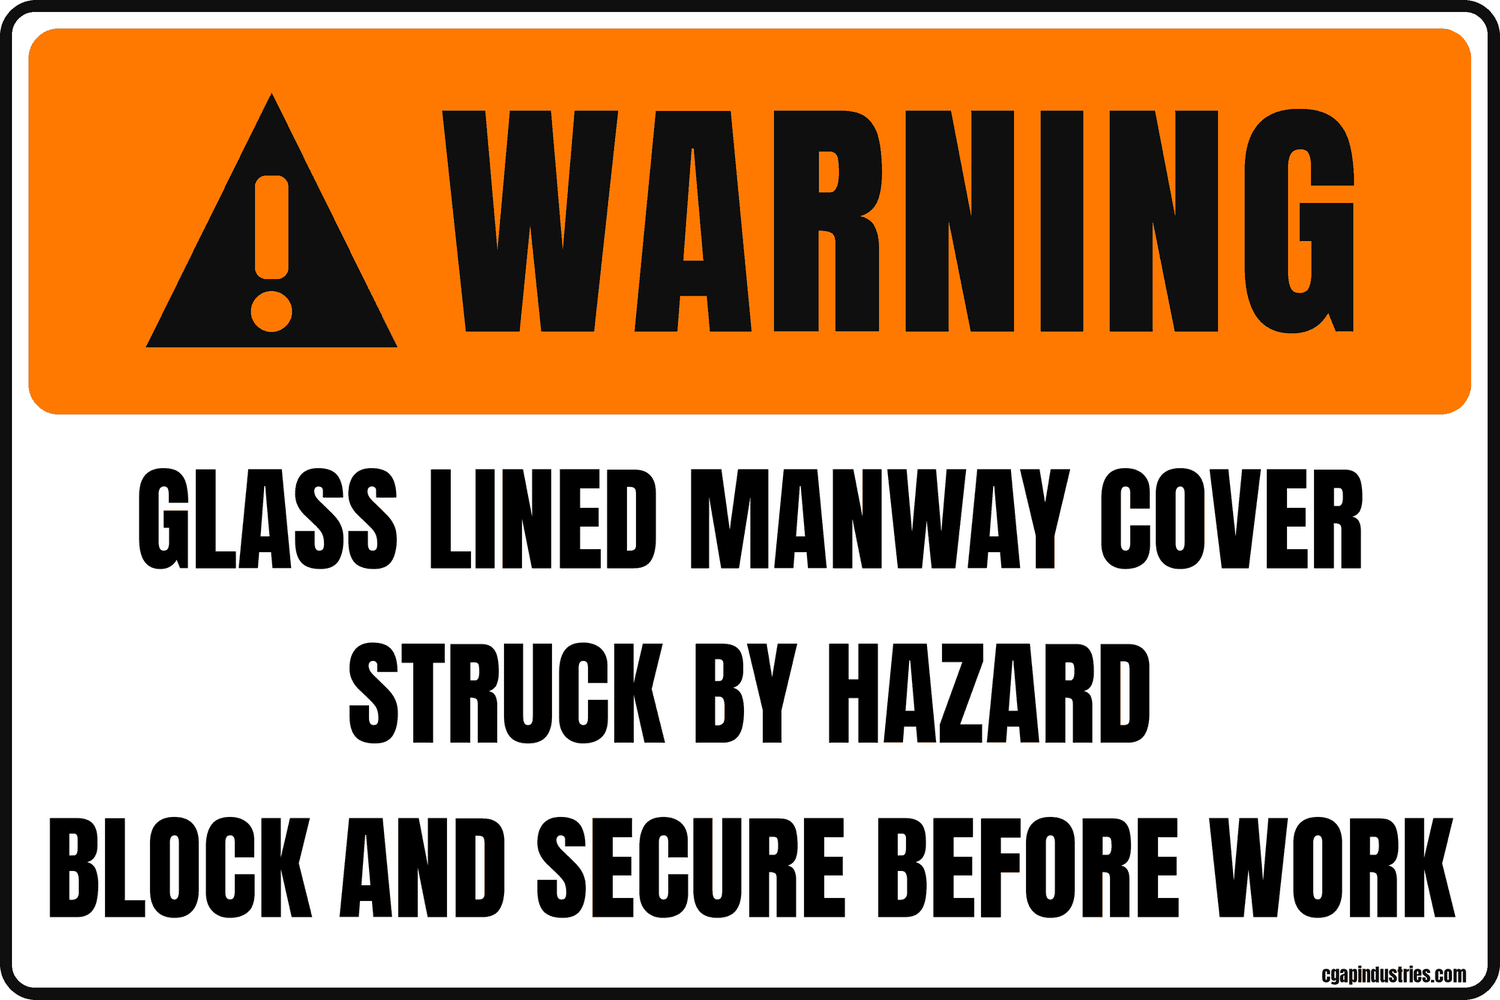 WARNING
GLASS LINED MANWAY COVER
STRUCK BY HAZARD
BLOCK AND SECURE BEFORE WORK
cgapindustries.com